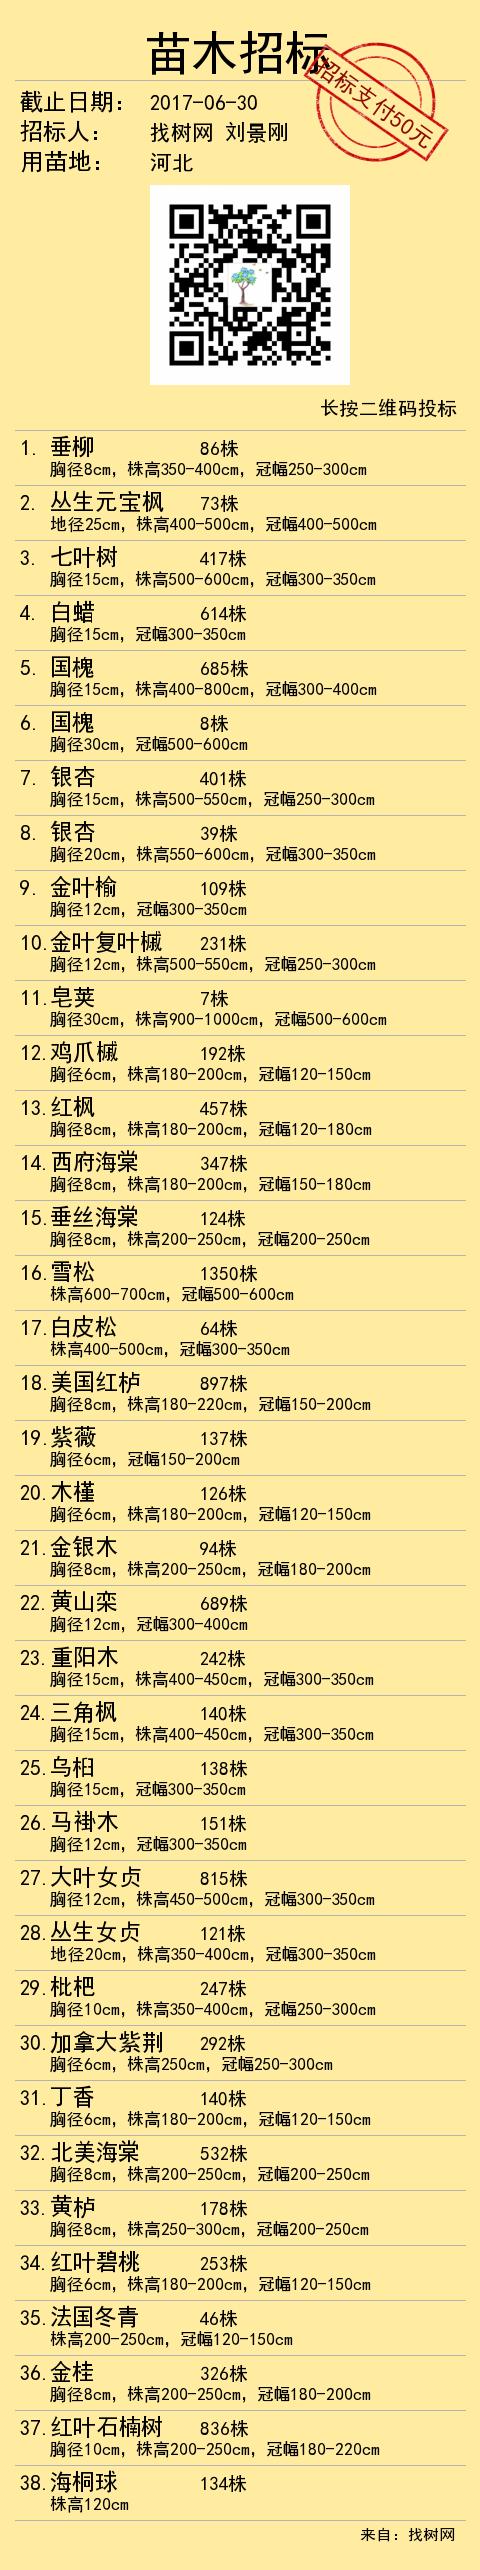 苗木招标
招标支付50元
截止日期: 2017-06-30
招标人: 找树网 刘景刚
用苗地: 河北
长按二维码投标
1. 垂柳 86株
胸径8cm, 株高350-400cm, 冠幅250-300cm
2. 丛生元宝枫 73株
地径25cm, 株高400-500cm, 冠幅400-500cm
3. 七叶树 417株
胸径15cm, 株高500-600cm, 冠幅300-350cm
4. 白蜡 614株
胸径15cm, 冠幅300-350cm
5. 国槐 685株
胸径15cm, 株高400-800cm, 冠幅300-400cm
6. 国槐 8株
胸径30cm, 冠幅500-600cm
7. 银杏 401株
胸径15cm, 株高500-550cm, 冠幅250-300cm
8. 银杏 39株
胸径20cm, 株高550-600cm, 冠幅300-350cm
9. 金叶榆 109株
胸径12cm, 冠幅300-350cm
10. 金叶复叶槭 231株
胸径12cm, 株高500-550cm, 冠幅250-300cm
11. 皂荚 7株
胸径30cm, 株高900-1000cm, 冠幅500-600cm
12. 鸡爪槭 192株
胸径6cm, 株高180-200cm, 冠幅120-150cm
13. 红枫 457株
胸径8cm, 株高180-200cm, 冠幅120-180cm
14. 西府海棠 347株
胸径8cm, 株高180-200cm, 冠幅150-180cm
15. 垂丝海棠 124株
胸径8cm, 株高200-250cm, 冠幅200-250cm
16. 雪松 1350株
株高600-700cm, 冠幅500-600cm
17. 白皮松 64株
株高400-500cm, 冠幅300-350cm
18. 美国红栌 897株
胸径8cm, 株高180-220cm, 冠幅150-200cm
19. 紫薇 137株
胸径6cm, 冠幅150-200cm
20. 木槿 126株
胸径6cm, 株高180-200cm, 冠幅120-150cm
21. 金银木 94株
胸径8cm, 株高200-250cm, 冠幅180-200cm
22. 黄山栾 689株
胸径12cm, 冠幅300-400cm
23. 重阳木 242株
胸径15cm, 株高400-450cm, 冠幅300-350cm
24. 三角枫 140株
胸径15cm, 株高400-450cm, 冠幅300-350cm
25. 乌桕 138株
胸径15cm, 冠幅300-350cm
26. 马褂木 151株
胸径12cm, 冠幅300-350cm
27. 大叶女贞 815株
胸径12cm, 株高450-500cm, 冠幅300-350cm
28. 丛生女贞 121株
地径20cm, 株高350-400cm, 冠幅300-350cm
29. 枇杷 247株
胸径10cm, 株高350-400cm, 冠幅250-300cm
30. 加拿大紫荆 292株
胸径6cm, 株高250cm, 冠幅250-300cm
31. 丁香 140株
胸径6cm, 株高180-200cm, 冠幅120-150cm
32. 北美海棠 532株
胸径8cm, 株高200-250cm, 冠幅200-250cm
33. 黄栌 178株
胸径8cm, 株高250-300cm, 冠幅200-250cm
34. 红叶碧桃 253株
胸径6cm, 株高180-200cm, 冠幅120-150cm
35. 法国冬青 46株
株高200-250cm, 冠幅120-150cm
36. 金桂 326株
胸径8cm, 株高200-250cm, 冠幅180-200cm
37. 红叶石楠树 836株
胸径10cm, 株高200-250cm, 冠幅180-220cm
38. 海桐球 134株
株高120cm
来自: 找树网